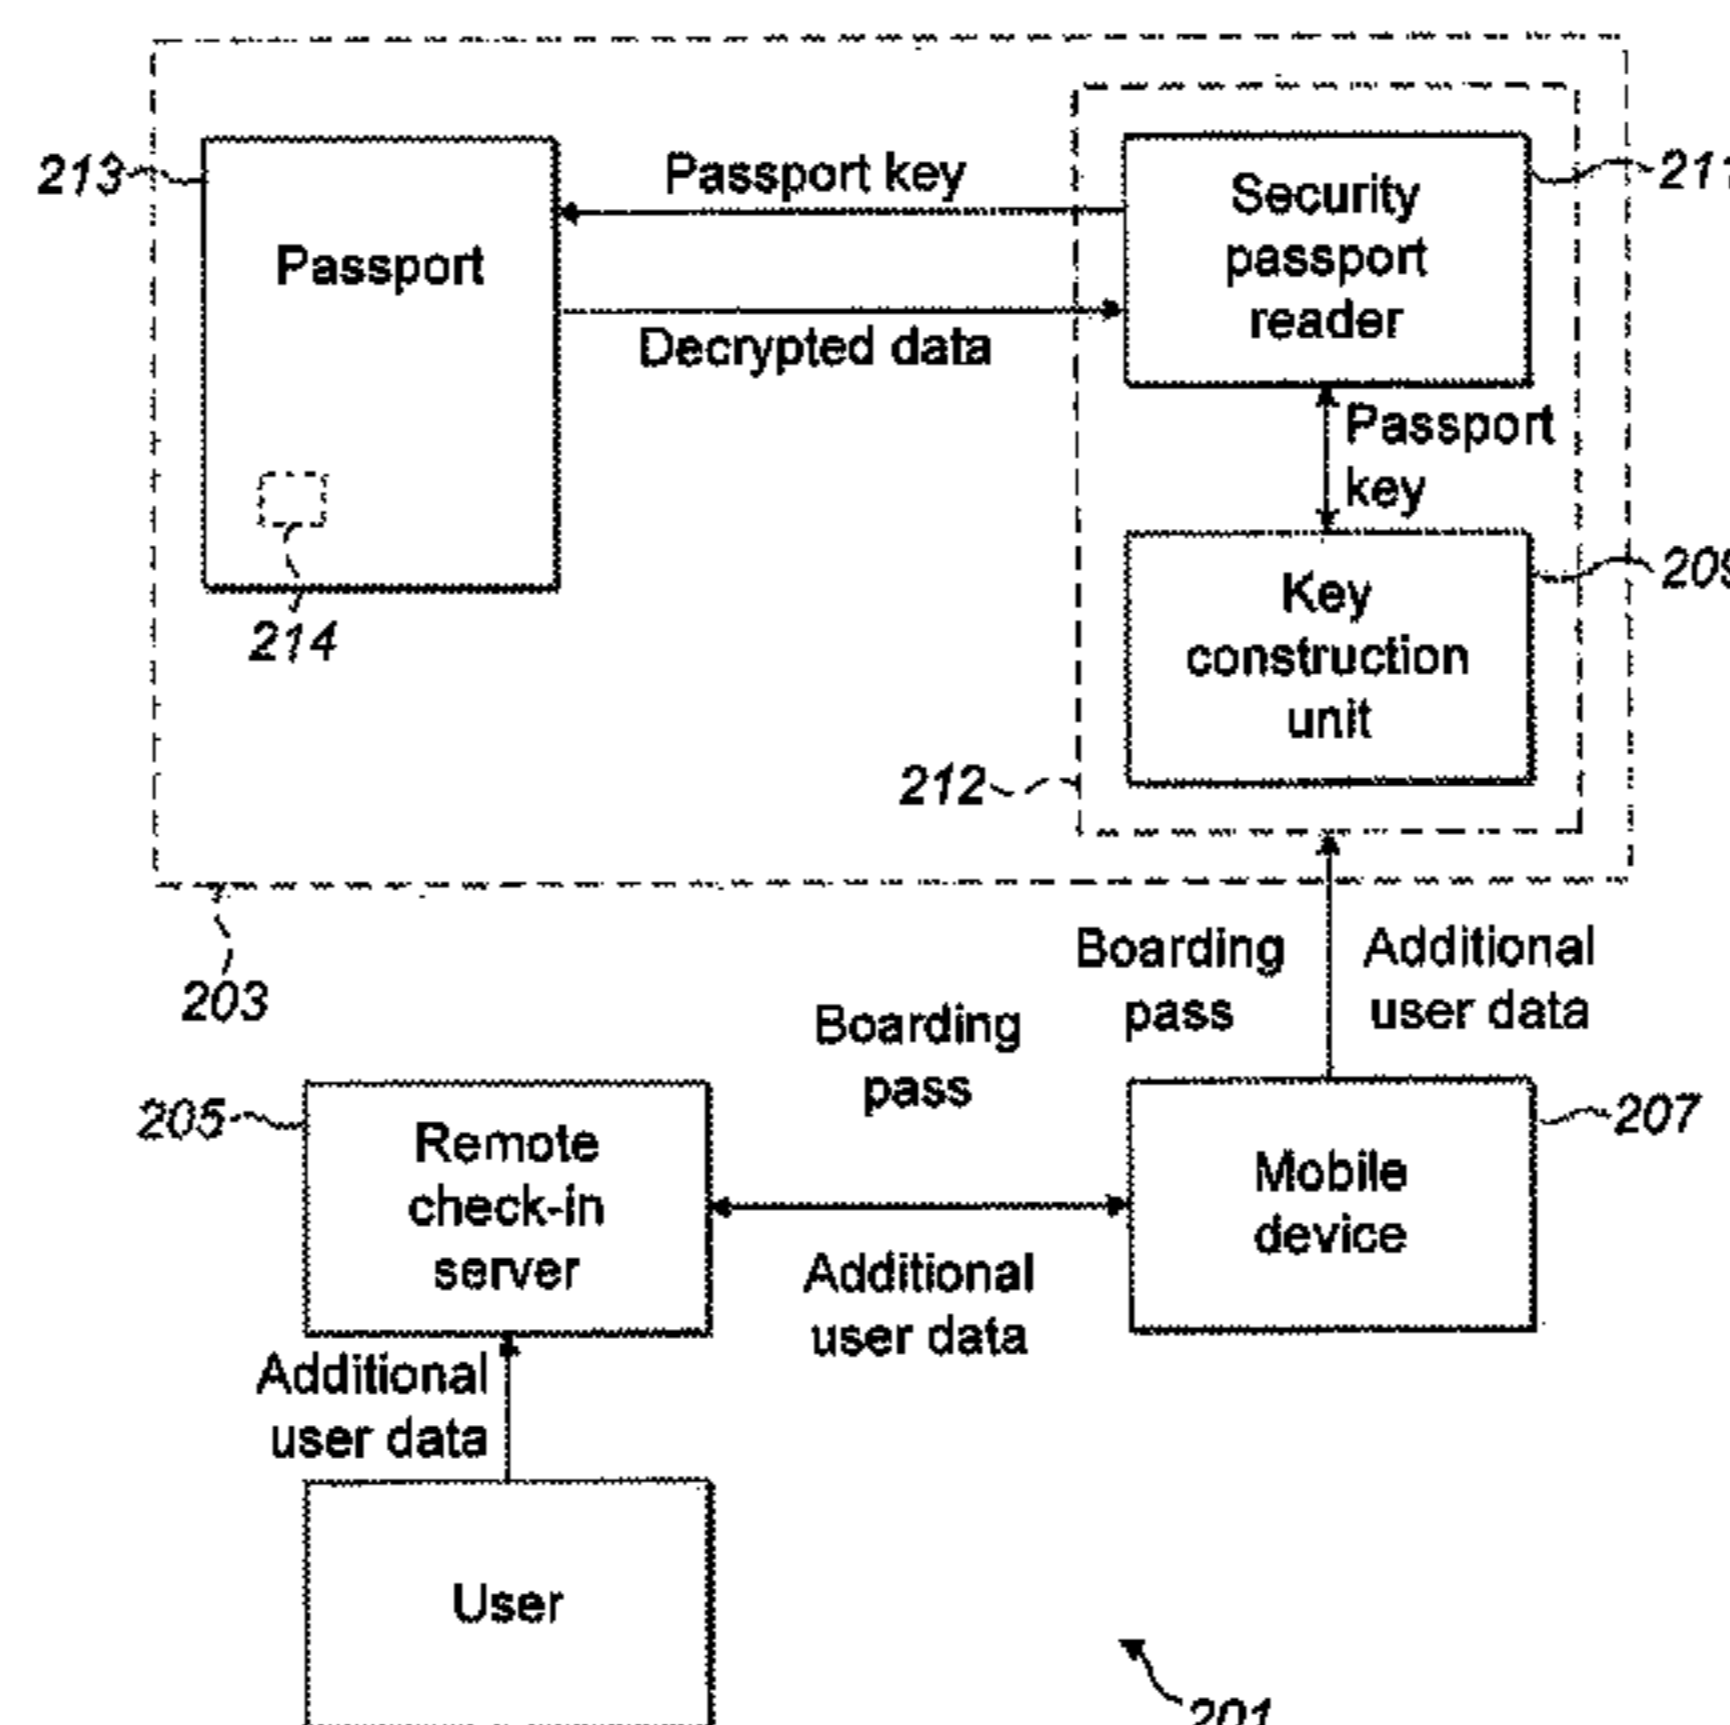 213
Passport
Passport key
Decrypted data
Security
passport
reader
211
Passport
key
Key
construction
unit
209
214
212
203
Boarding
pass
Additional
user data
Boarding
pass
205
Remote
check-in
server
Mobile
device
207
Additional
user data
Additional
user data
User
201